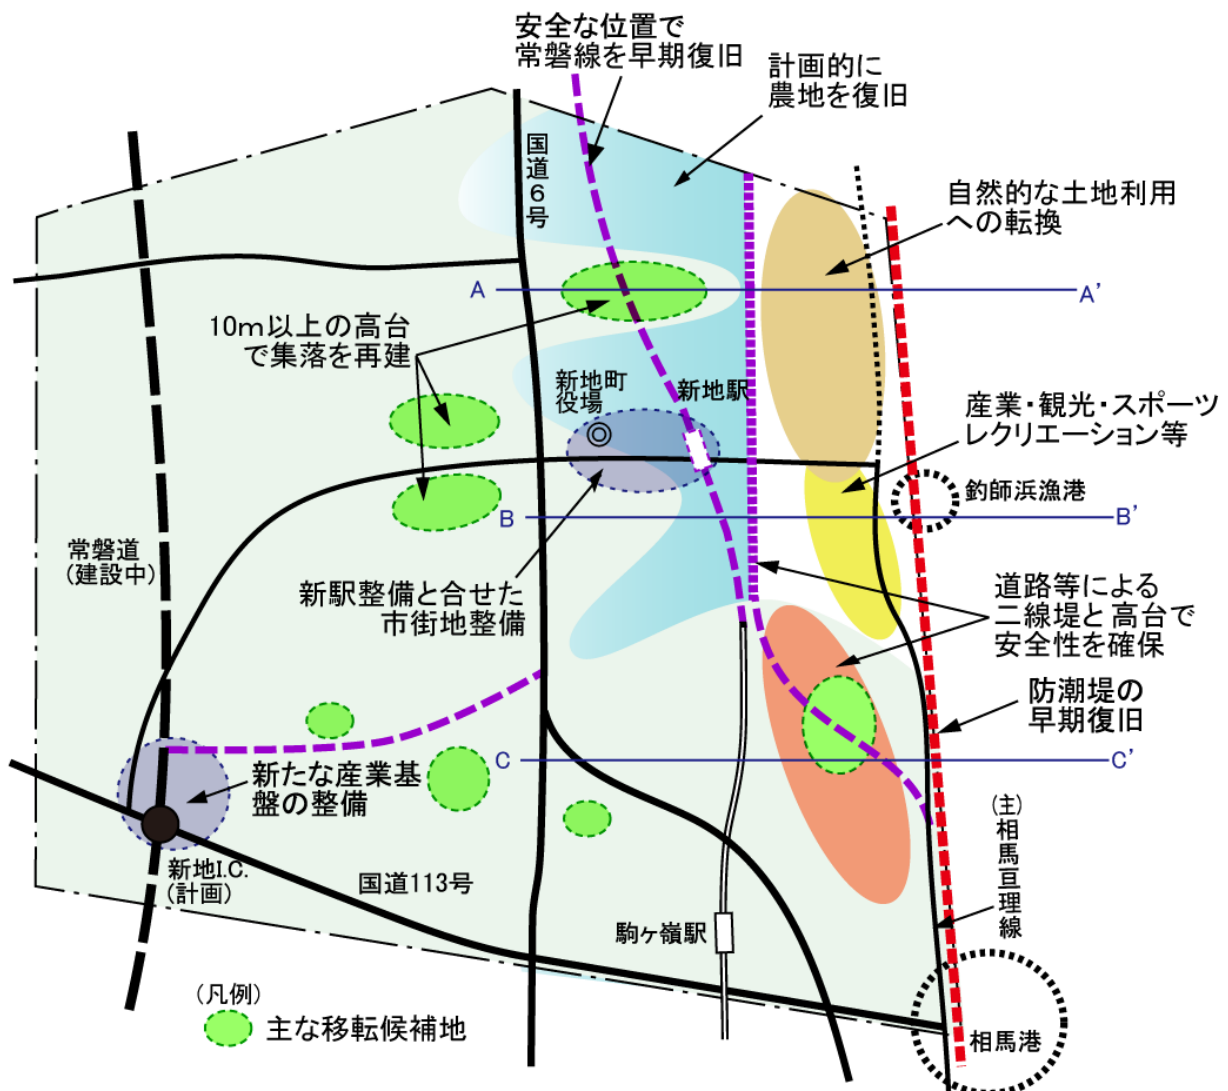 安全な位置で
常磐線を早期復旧
計画的に
農地を復旧
国道6号
自然的な土地利用
への転換
A
A'
10m以上の高台
で集落を再建
新地町
役場
新地駅
産業・観光・スポーツ
レクリエーション等
釣師浜漁港
B
B'
常磐道
(建設中)
新駅整備と合せた
市街地整備
道路等による
二線堤と高台で
安全性を確保
防潮堤の
早期復旧
C
C'
新たな産業基
盤の整備
(主)相馬亘理線
新地I.C.
(計画)
国道113号
駒ヶ嶺駅
(凡例)
主な移転候補地
相馬港